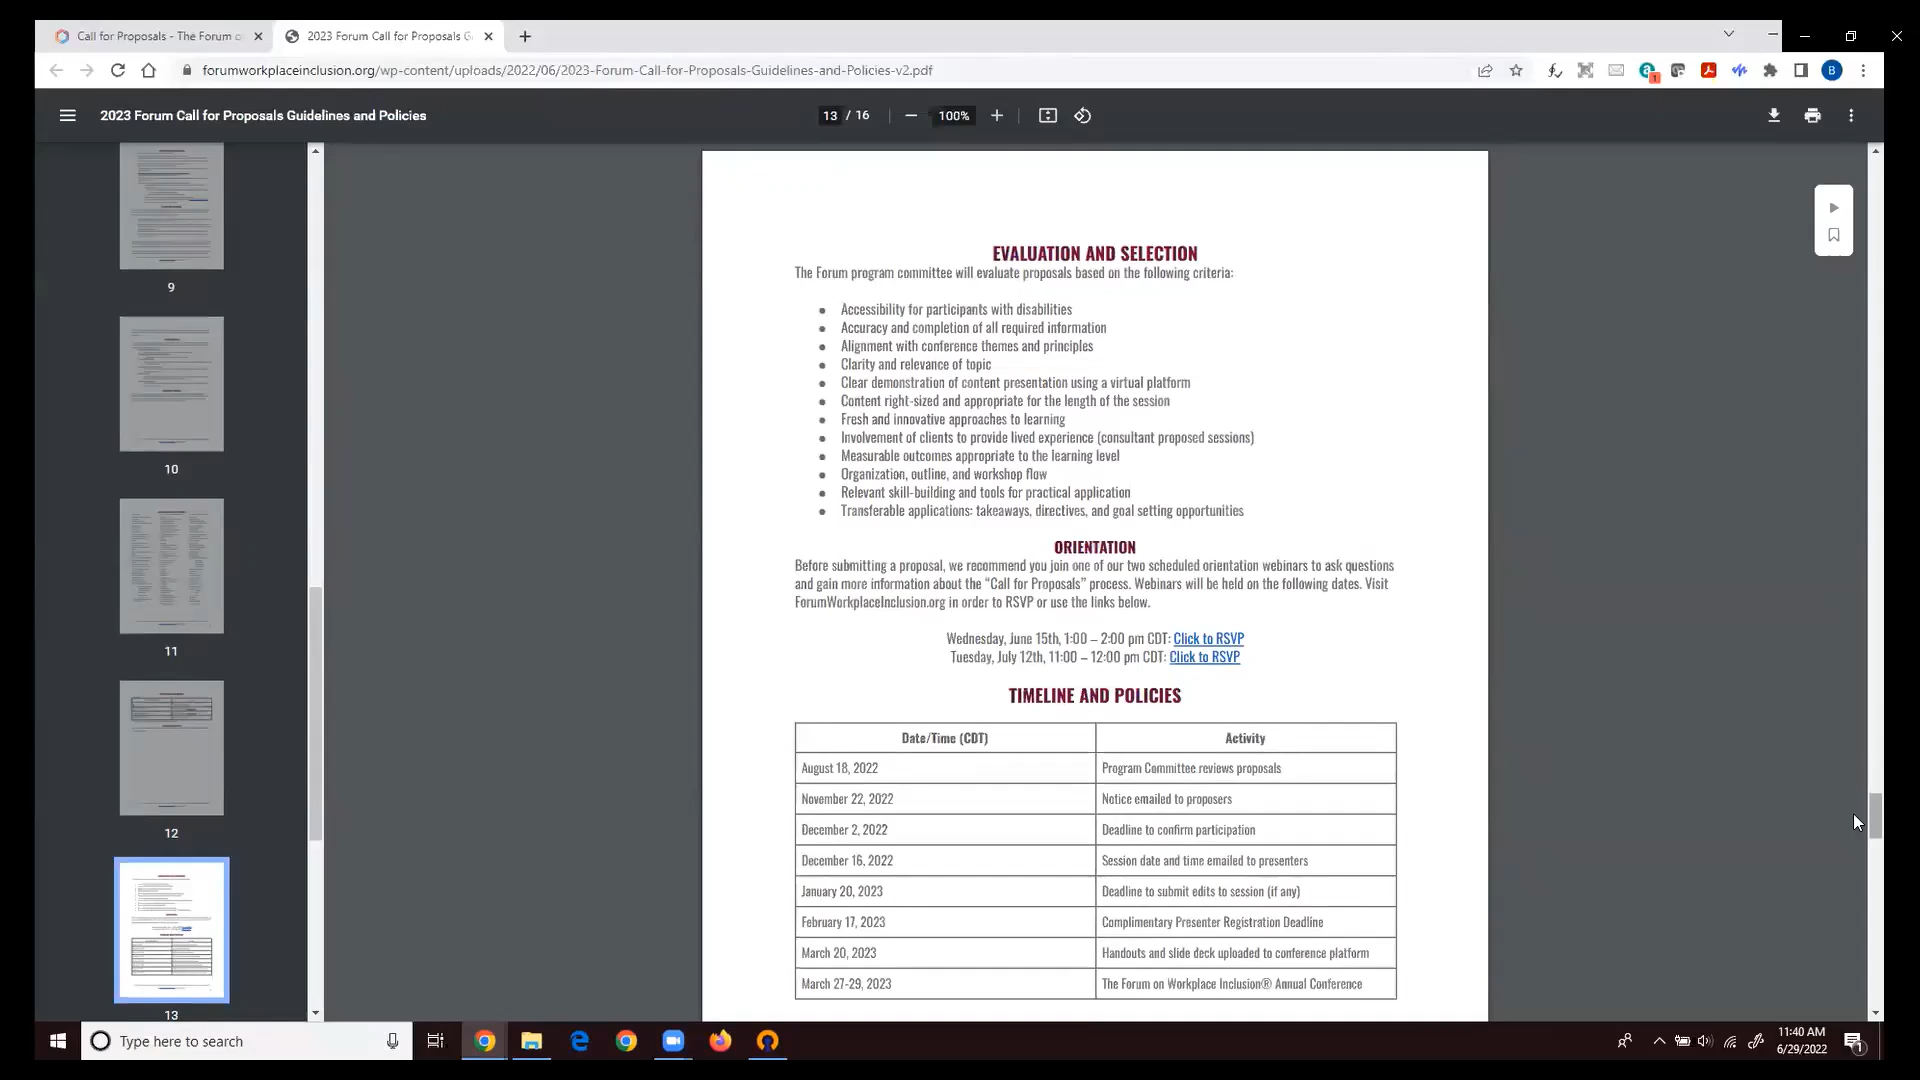 Call for Proposals - The Forum o
2023 Forum Call for Proposals G
forumworkplaceinclusion.org/wp-content/uploads/2022/06/2023-Forum-Call-for-Proposals-Guidelines-and-Policies-v2.pdf
2023 Forum Call for Proposals Guidelines and Policies
13 / 16
100%
9
10
11
12
13
EVALUATION AND SELECTION
The Forum program committee will evaluate proposals based on the following criteria:
● Accessibility for participants with disabilities
● Accuracy and completion of all required information
● Alignment with conference themes and principles
● Clarity and relevance of topic
● Clear demonstration of content presentation using a virtual platform
● Content right-sized and appropriate for the length of the session
● Fresh and innovative approaches to learning
● Involvement of clients to provide lived experience (consultant proposed sessions)
● Measurable outcomes appropriate to the learning level
● Organization, outline, and workshop flow
● Relevant skill-building and tools for practical application
● Transferable applications: takeaways, directives, and goal setting opportunities
ORIENTATION
Before submitting a proposal, we recommend you join one of our two scheduled orientation webinars to ask questions
and gain more information about the “Call for Proposals” process. Webinars will be held on the following dates. Visit
ForumWorkplaceInclusion.org in order to RSVP or use the links below.
Wednesday, June 15th, 1:00 – 2:00 pm CDT: Click to RSVP
Tuesday, July 12th, 11:00 – 12:00 pm CDT: Click to RSVP
TIMELINE AND POLICIES
Date/Time (CDT) Activity
August 18, 2022 Program Committee reviews proposals
November 22, 2022 Notice emailed to proposers
December 2, 2022 Deadline to confirm participation
December 16, 2022 Session date and time emailed to presenters
January 20, 2023 Deadline to submit edits to session (if any)
February 17, 2023 Complimentary Presenter Registration Deadline
March 20, 2023 Handouts and slide deck uploaded to conference platform
March 27-29, 2023 The Forum on Workplace Inclusion® Annual Conference
Type here to search
11:40 AM
6/29/2022